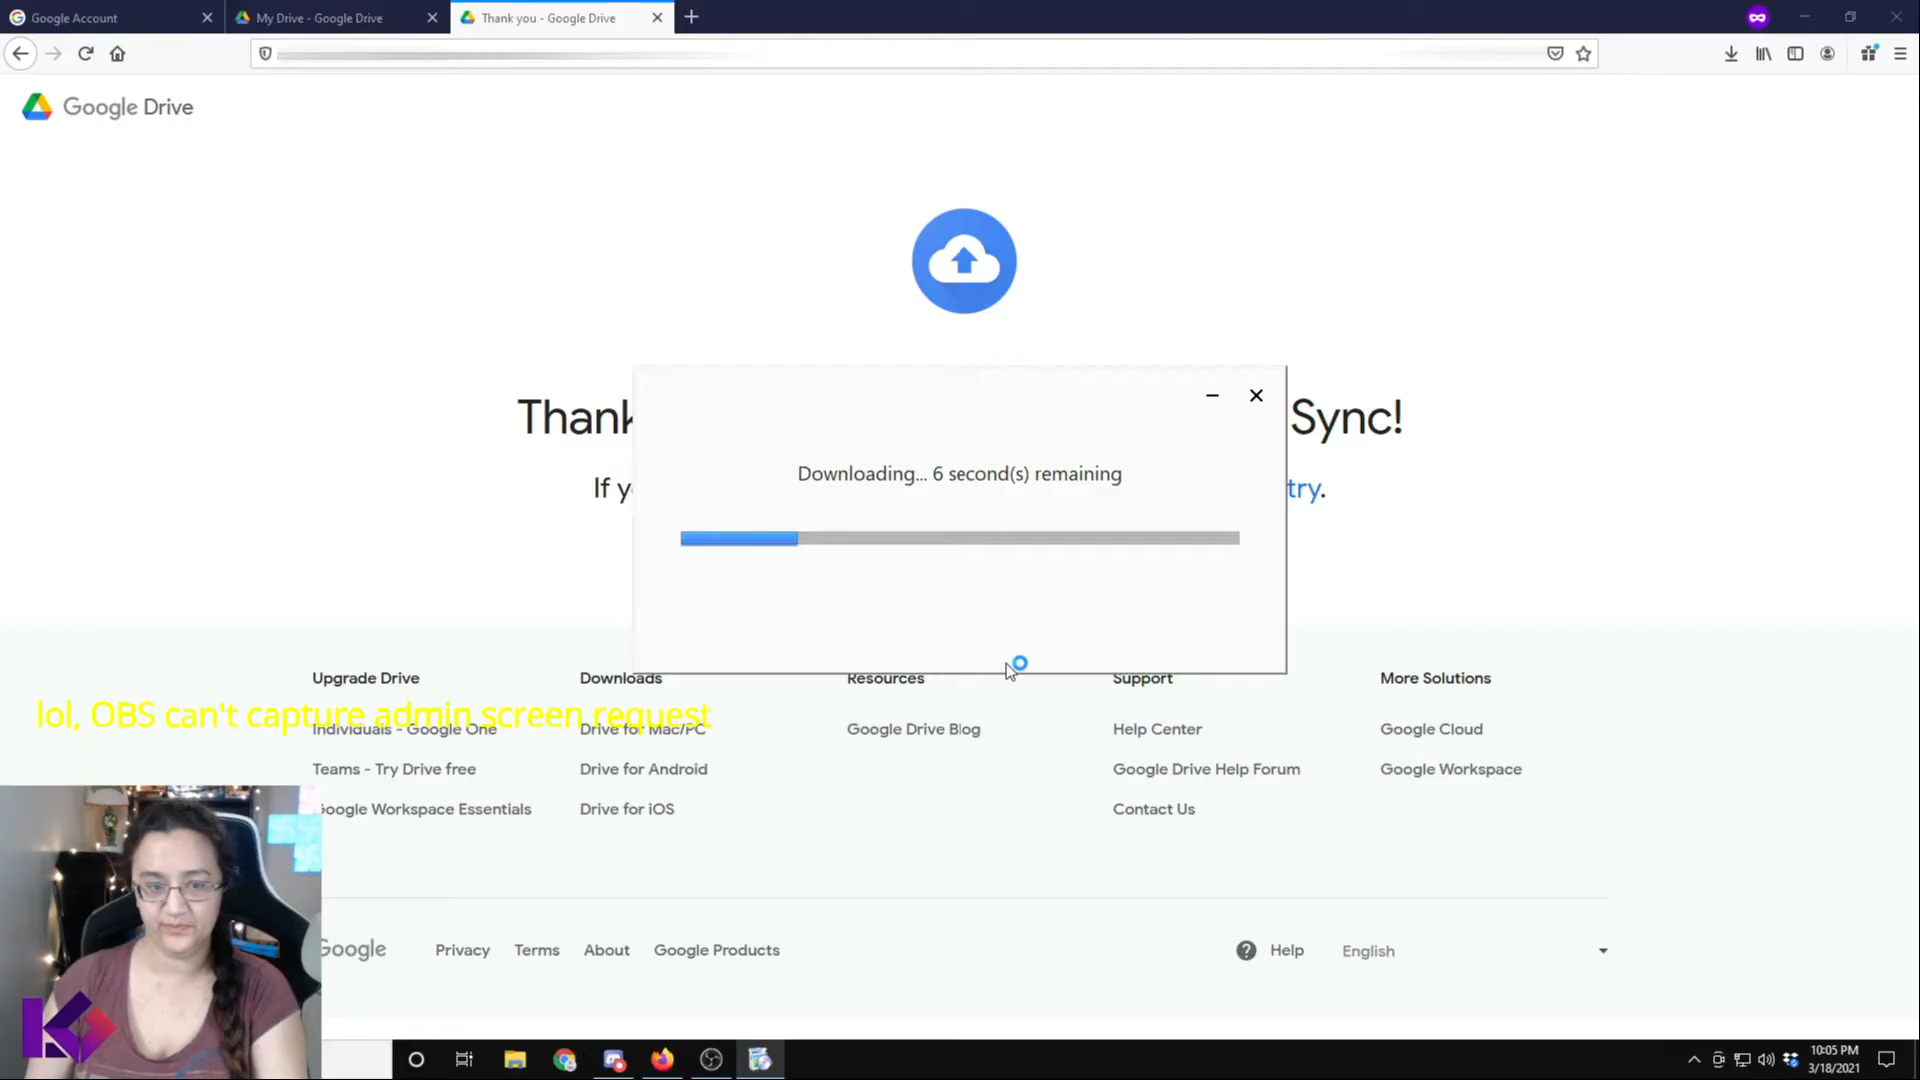 Google Account
My Drive - Google Drive
Thank you - Google Drive
Google Drive
Thank Sync!
If y try.
Downloading... 6 second(s) remaining
Upgrade Drive
Downloads
Resources
Support
More Solutions
lol, OBS can't capture admin screen request
Individuals - Google One
Drive for Mac/PC
Google Drive Blog
Help Center
Google Cloud
Teams - Try Drive free
Drive for Android
Google Drive Help Forum
Google Workspace
Google Workspace Essentials
Drive for iOS
Contact Us
Google
Privacy
Terms
About
Google Products
Help
English
10:05 PM
3/18/2021